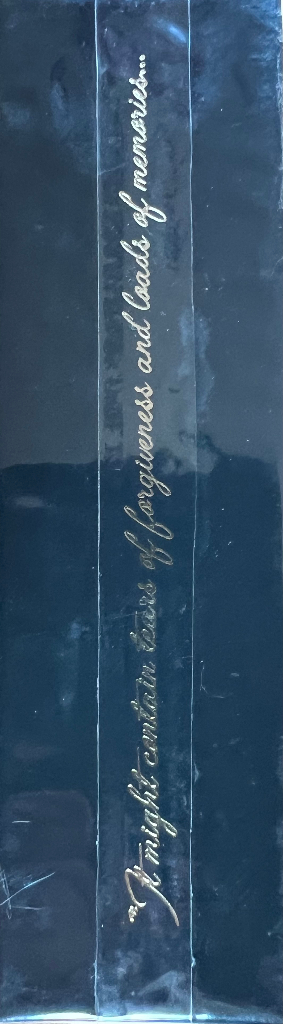 "It might contain tears of forgiveness and loads of memories...